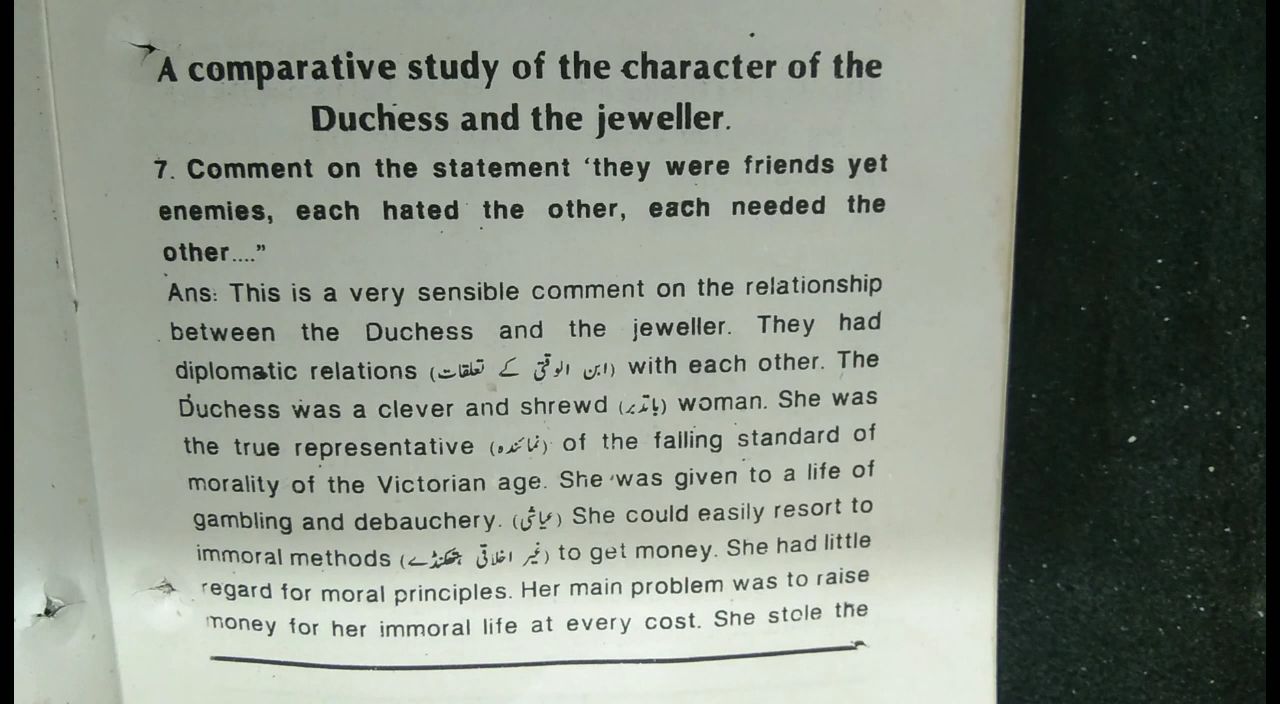 A comparative study of the character of the
Duchess and the jeweller.
7. Comment on the statement ‘they were friends yet
enemies, each hated the other, each needed the
other....”
Ans: This is a very sensible comment on the relationship
between the Duchess and the jeweller. They had
diplomatic relations (ابن الوقتی کے تعلقات) with each other. The
Duchess was a clever and shrewd (باتدبر) woman. She was
the true representative (نمائندہ) of the falling standard of
morality of the Victorian age. She was given to a life of
gambling and debauchery. (عیاشی) She could easily resort to
immoral methods (غیر اخلاقی ہتھکنڈے) to get money. She had little
regard for moral principles. Her main problem was to raise
money for her immoral life at every cost. She stole the